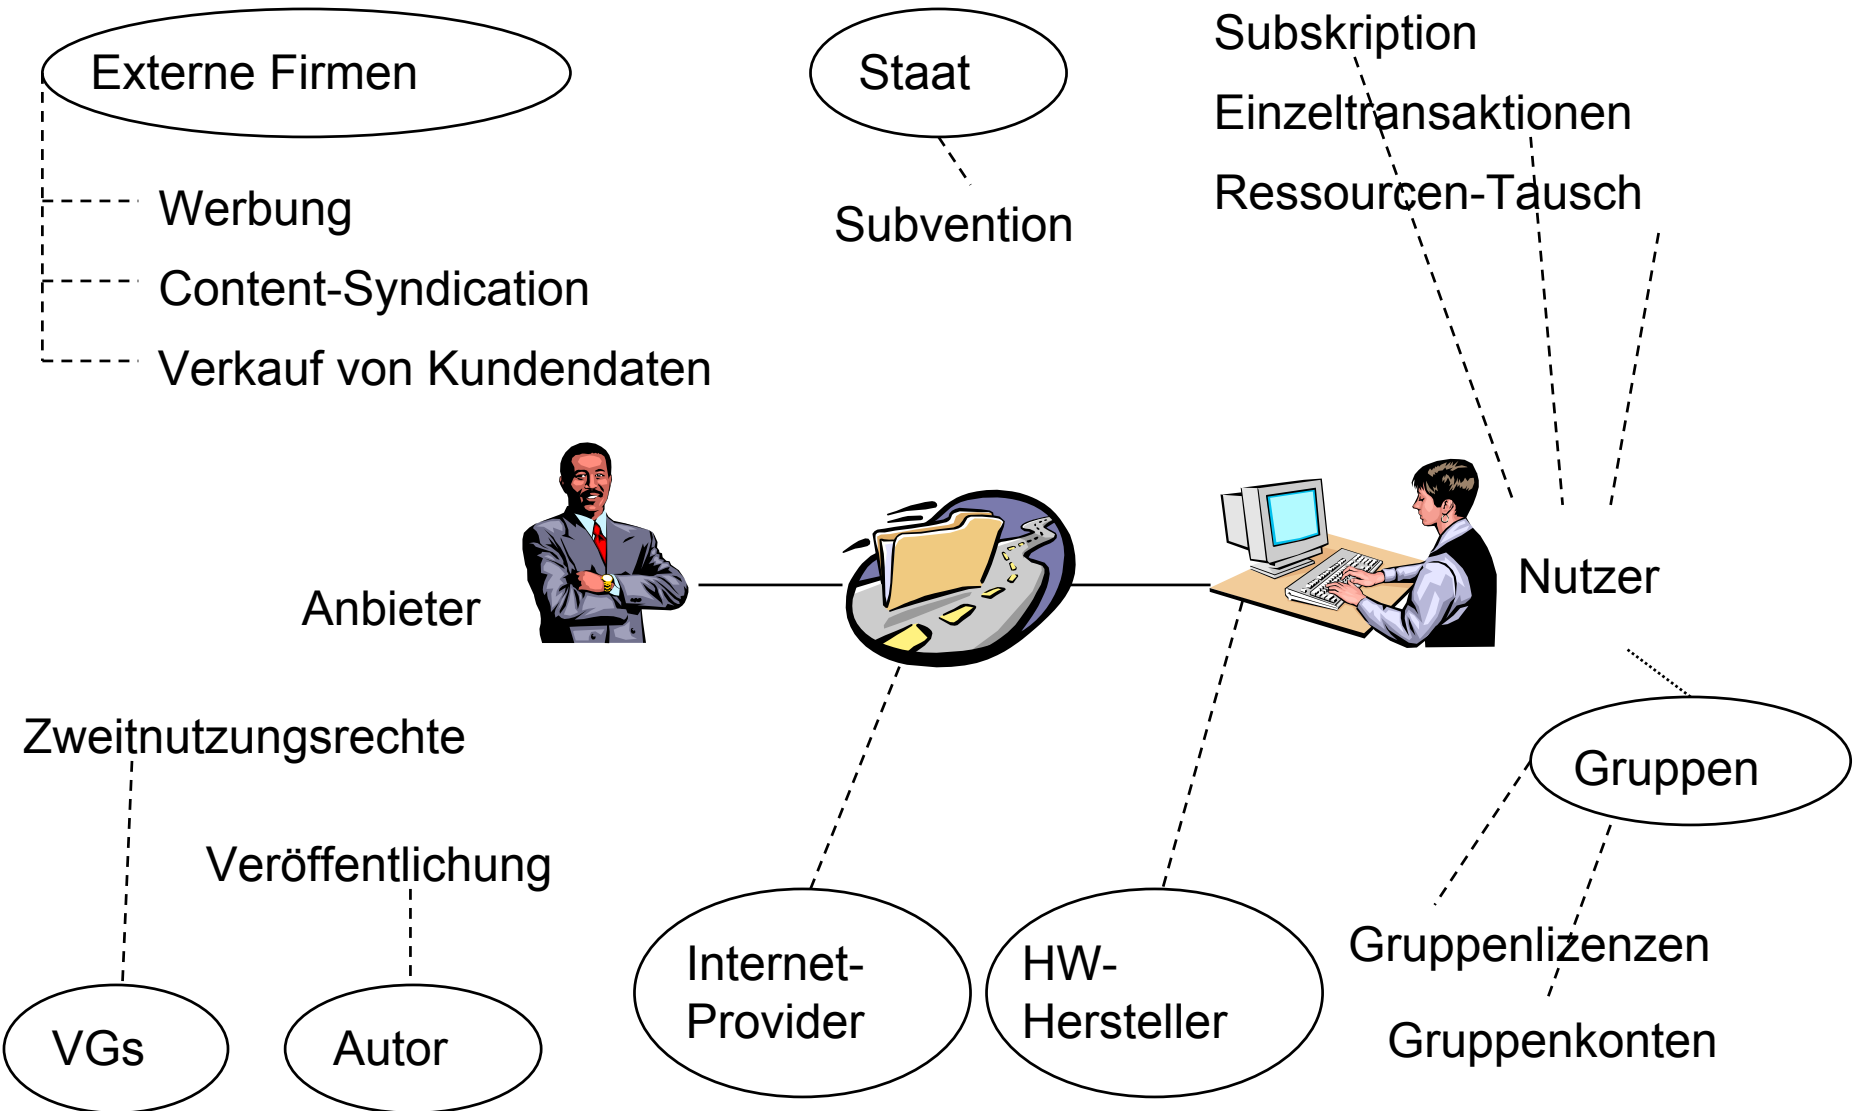 Externe Firmen
Werbung
Content-Syndication
Verkauf von Kundendaten
Staat
Subvention
Subskription
Einzeltransaktionen
Ressourcen-Tausch
Anbieter
Nutzer
Zweitnutzungsrechte
Veröffentlichung
VGs
Autor
Internet-
Provider
HW-
Hersteller
Gruppen
Gruppenlizenzen
Gruppenkonten